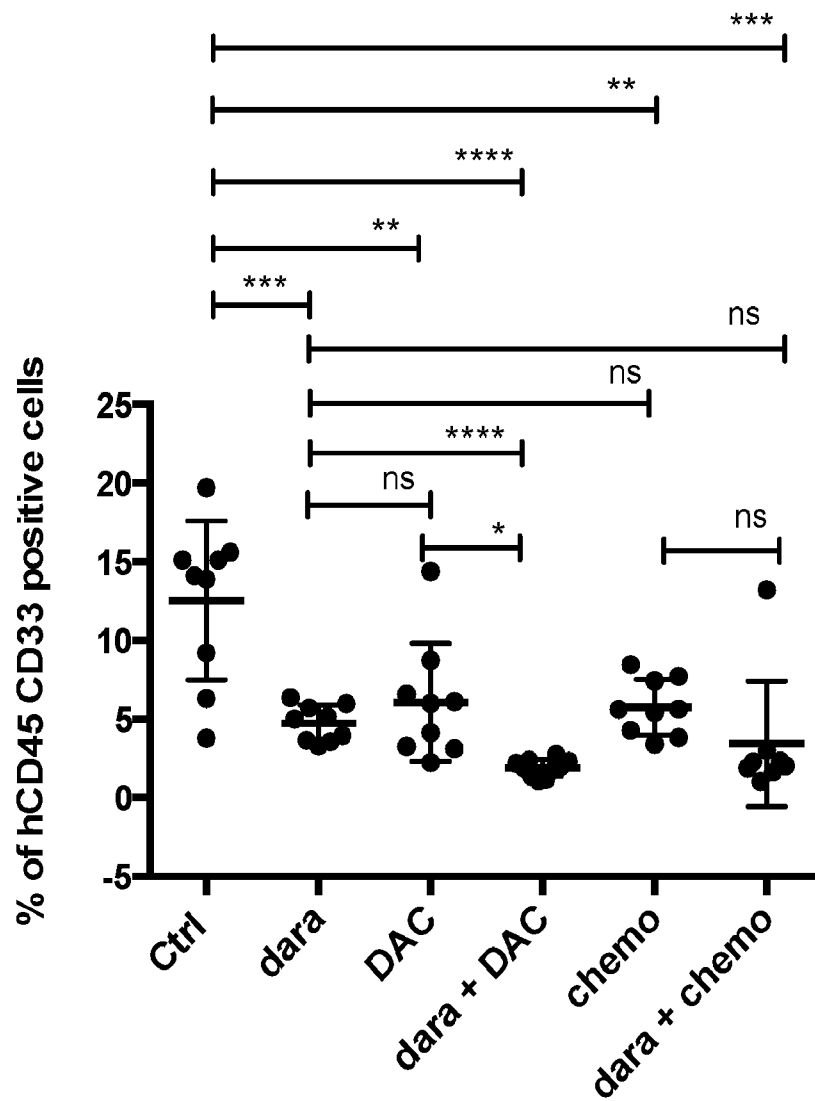 ***
**
****
**
***
ns
ns
****
ns
*
ns
% of hCD45 CD33 positive cells
25
20
15
10
5
0
-5
Ctrl
dara
DAC
dara + DAC
chemo
dara + chemo